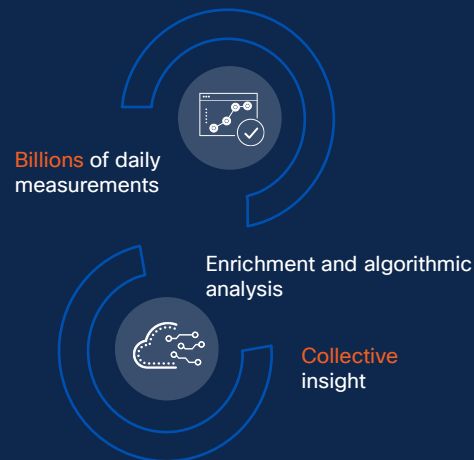 Billions of daily
measurements
Enrichment and algorithmic
analysis
Collective
insight